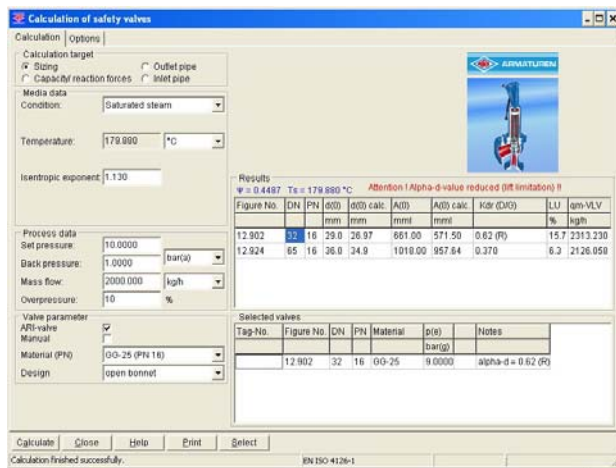 Calculation of safety valves
Calculation Options
Calculation target
Sizing Outlet pipe
Capacity/ reaction forces Inlet pipe
Media data
Condition: Saturated steam
Temperature: 179.880 °C
Isentropic exponent: 1.130
Process data
Set pressure: 10.0000
Back pressure: 1.0000 bar(a)
Mass flow: 2000.000 kg/h
Overpressure: 10 %
Valve parameter
ARI-valve
Manual
Material (PN) GG-25 (PN 16)
Design open bonnet
ARI ARMATUREN
Results
Ψ = 0.4487 Ts = 179.880 °C Attention ! Alpha-d-value reduced (lift limitation) !!
Figure No. DN PN d(0) d(0) calc. A(0) A(0) calc. Kdr (D/G) LU qm-VLV
mm mm mm² mm² % kg/h
12.902 32 16 29.0 26.97 661.00 571.50 0.62 (R) 15.7 2313.230
12.924 65 16 36.0 34.9 1018.00 957.64 0.370 6.3 2126.058
Selected valves
Tag-No. Figure No. DN PN Material p(e) Notes
bar(g)
12.902 32 16 GG-25 9.0000 alpha-d = 0.62 (R)
Calculate Close Help Print Select
Calculation finished successfully. EN ISO 4126-1